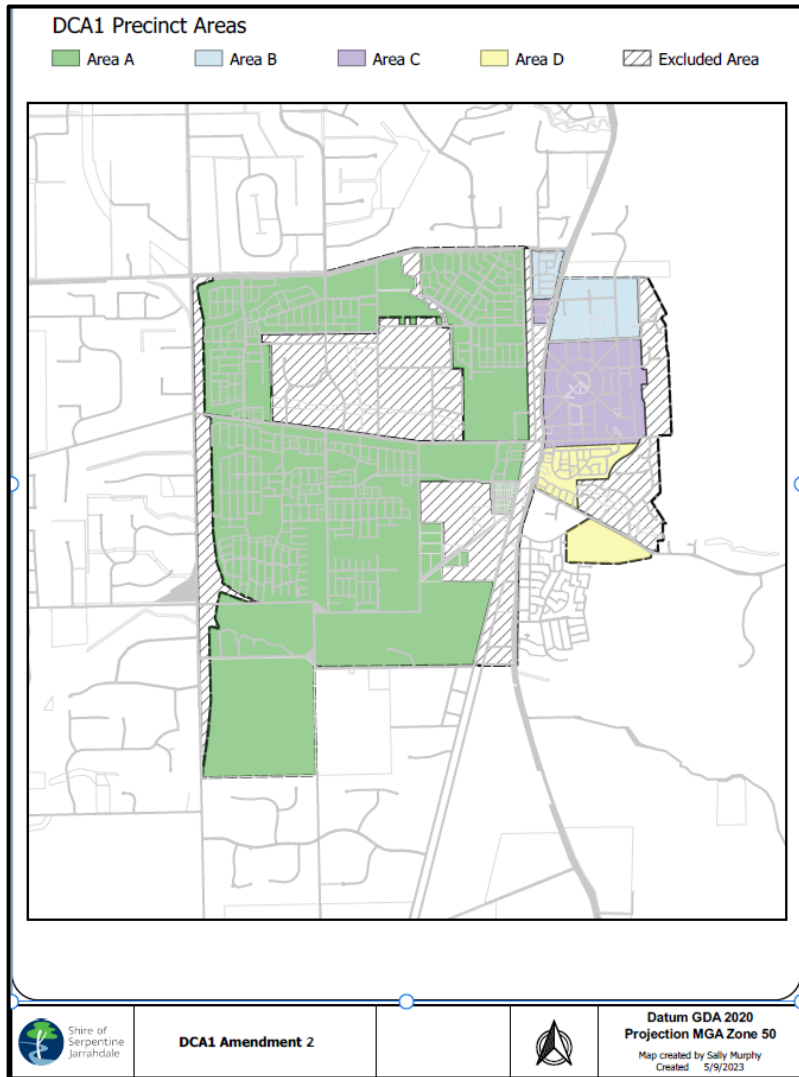 DCA1 Precinct Areas
Area A
Area B
Area C
Area D
Excluded Area
Shire of
Serpentine
Jarrahdale
DCA1 Amendment 2
Datum GDA 2020
Projection MGA Zone 50
Map created by Sally Murphy
Created 5/9/2023